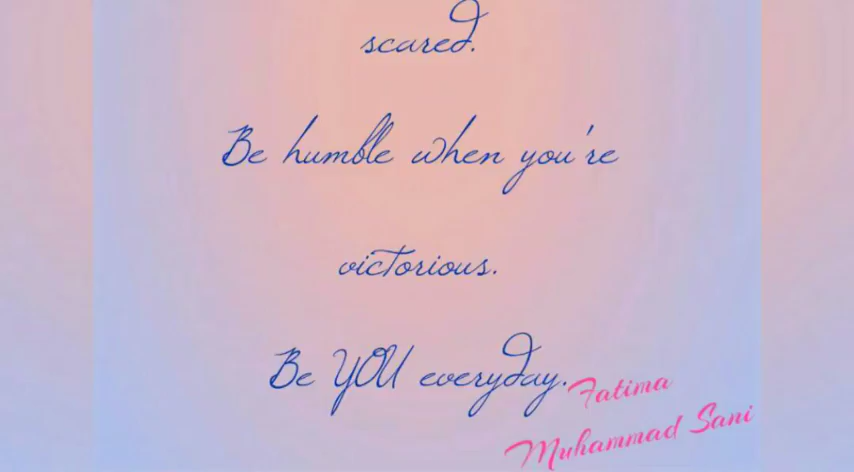 scared.
Be humble when you're
victorious.
Be YOU everyday.
Fatima
Muhammad Sani